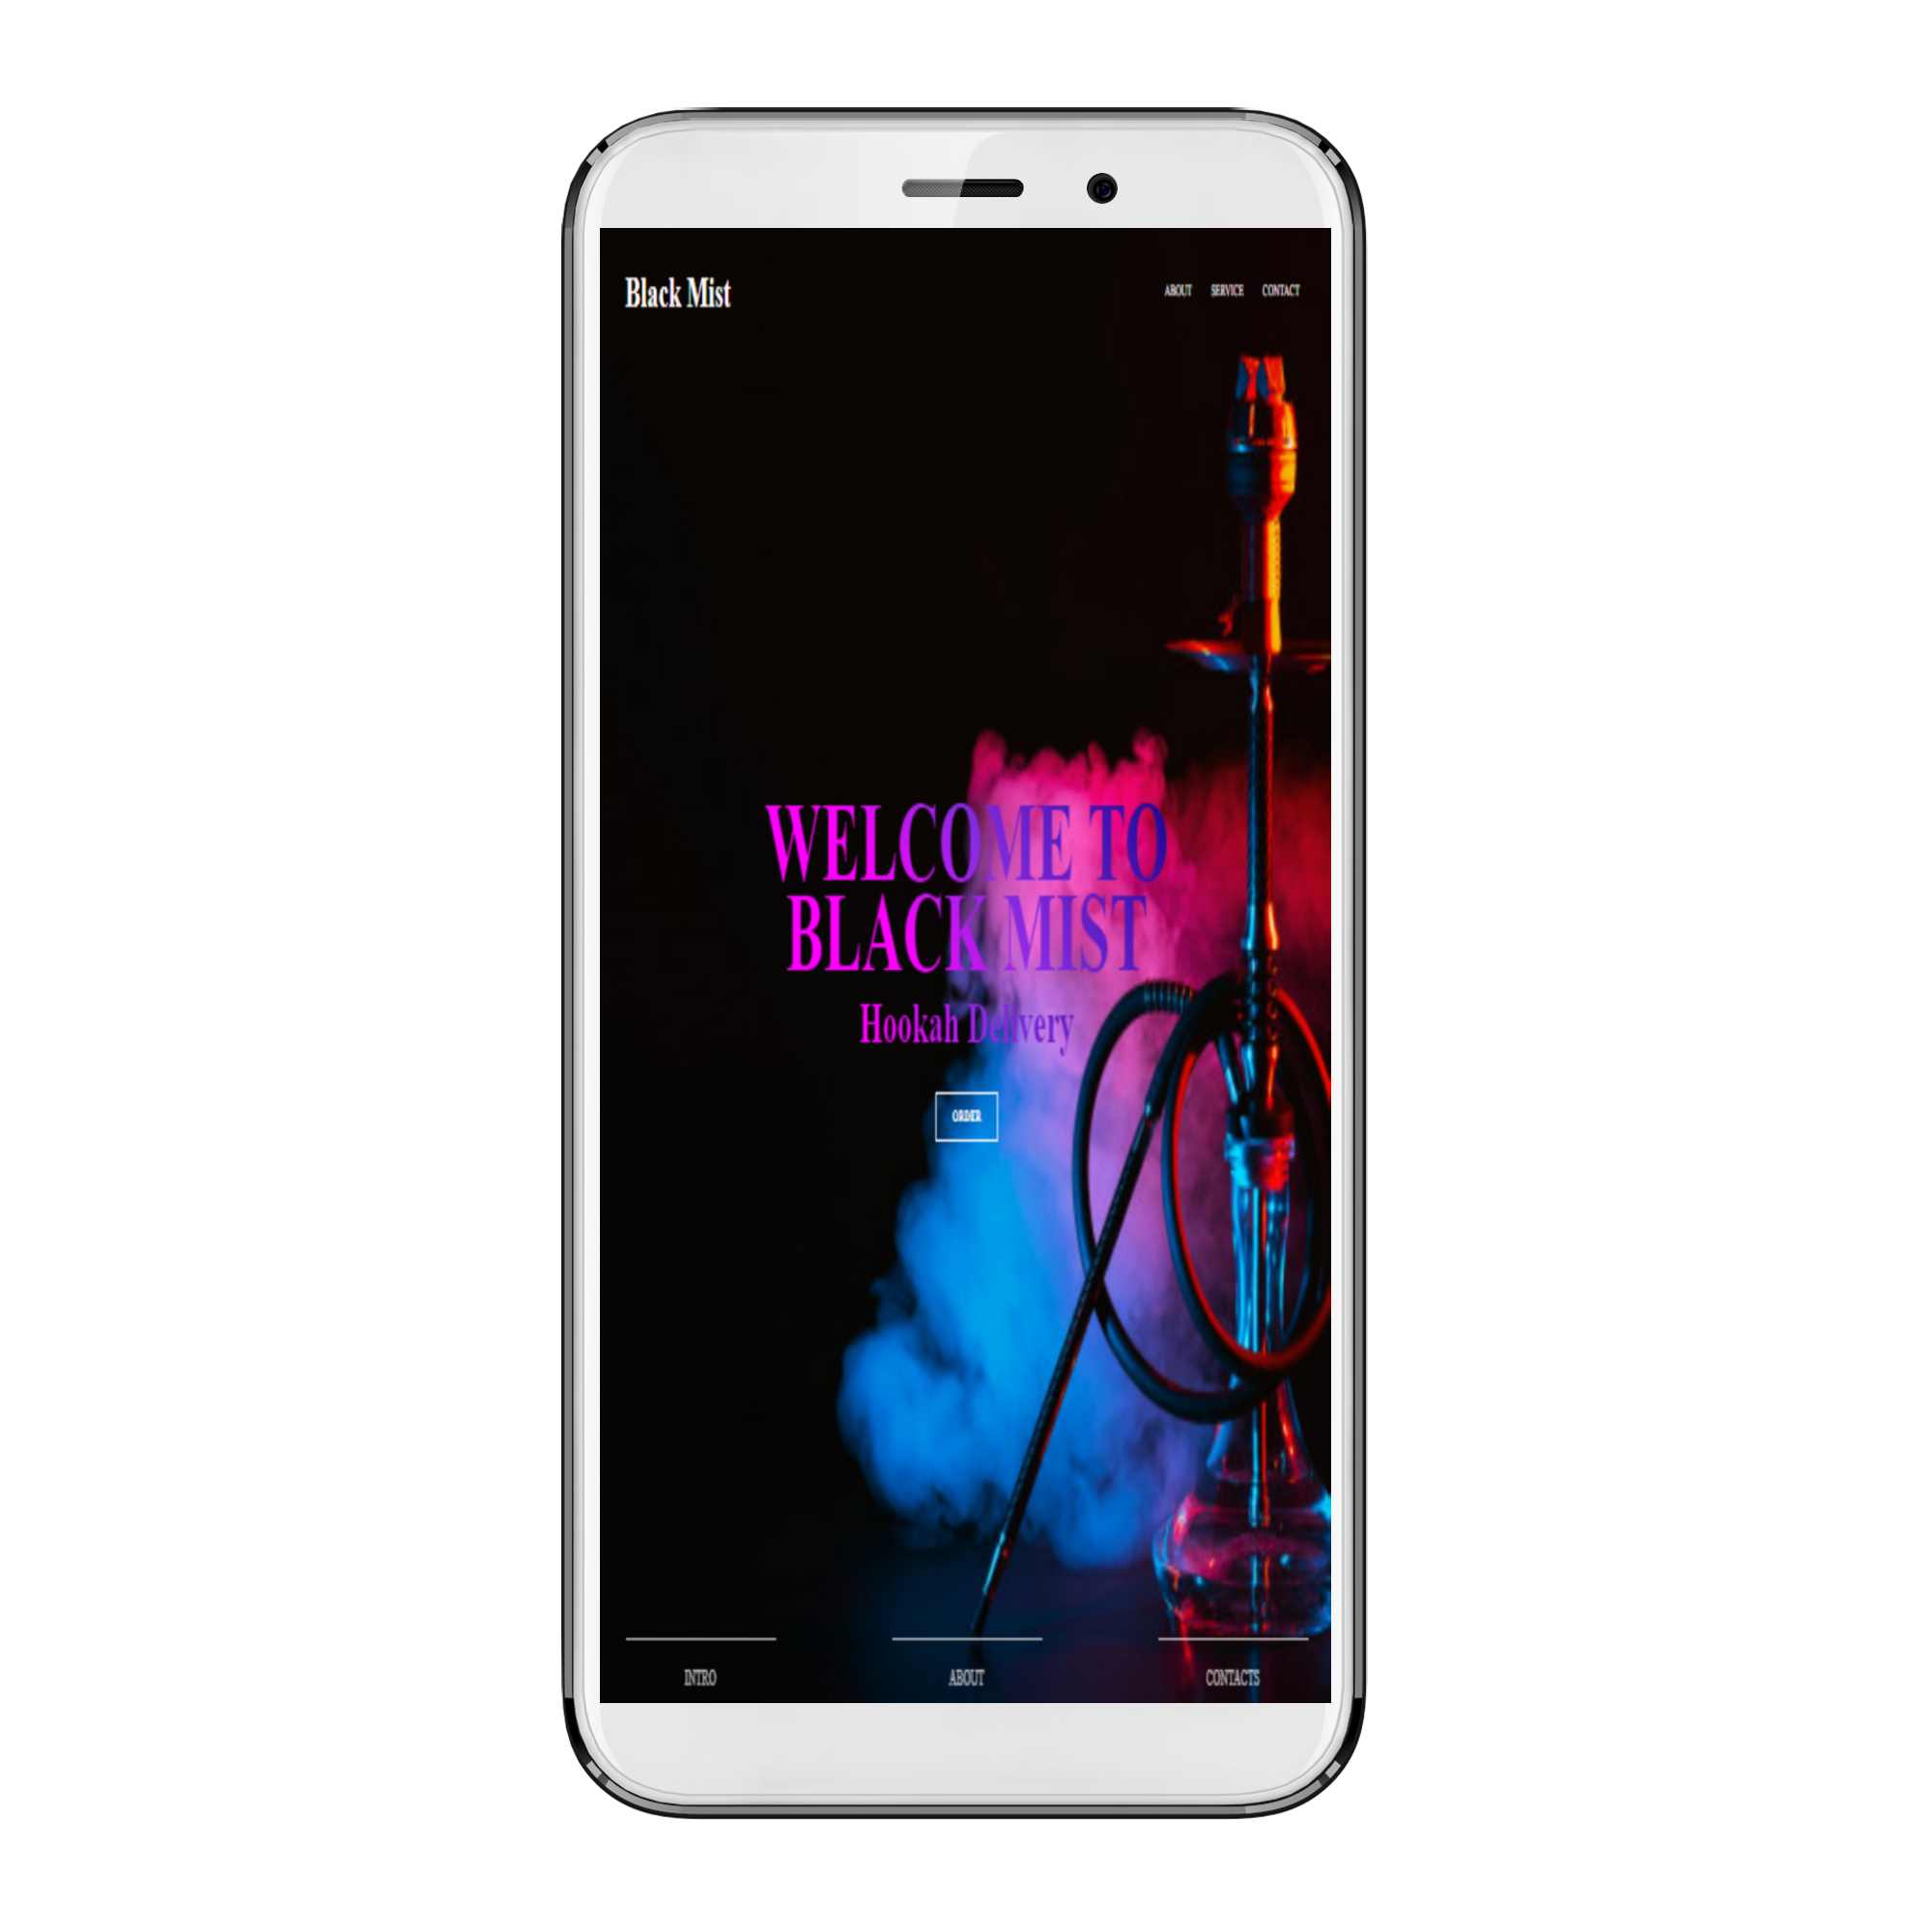 Black Mist
ABOUT SERVICE CONTACT
WELCOME TO
BLACK MIST
Hookah Delivery
ORDER
INTRO ABOUT CONTACTS